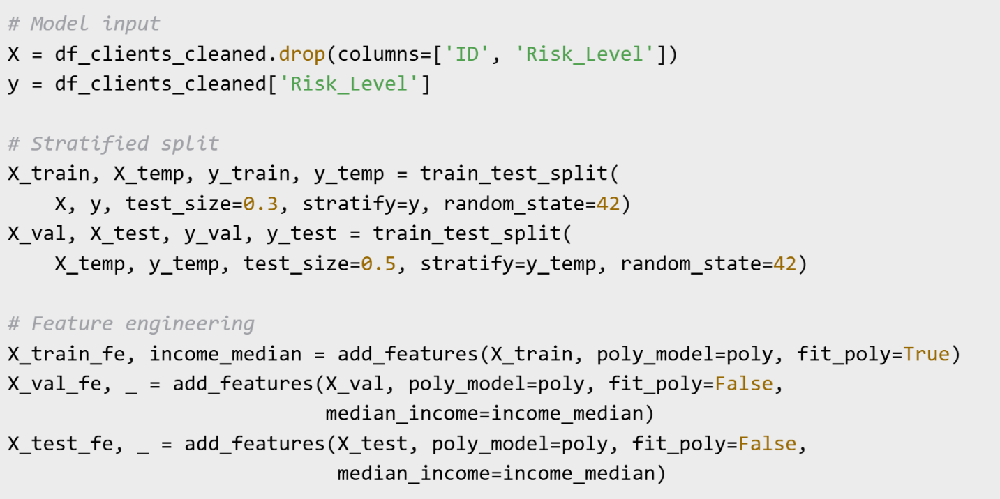 # Model input
X = df_clients_cleaned.drop(columns=['ID', 'Risk_Level'])
y = df_clients_cleaned['Risk_Level']

# Stratified split
X_train, X_temp, y_train, y_temp = train_test_split(
    X, y, test_size=0.3, stratify=y, random_state=42)
X_val, X_test, y_val, y_test = train_test_split(
    X_temp, y_temp, test_size=0.5, stratify=y_temp, random_state=42)

# Feature engineering
X_train_fe, income_median = add_features(X_train, poly_model=poly, fit_poly=True)
X_val_fe, _ = add_features(X_val, poly_model=poly, fit_poly=False,
                           median_income=income_median)
X_test_fe, _ = add_features(X_test, poly_model=poly, fit_poly=False,
                            median_income=income_median)